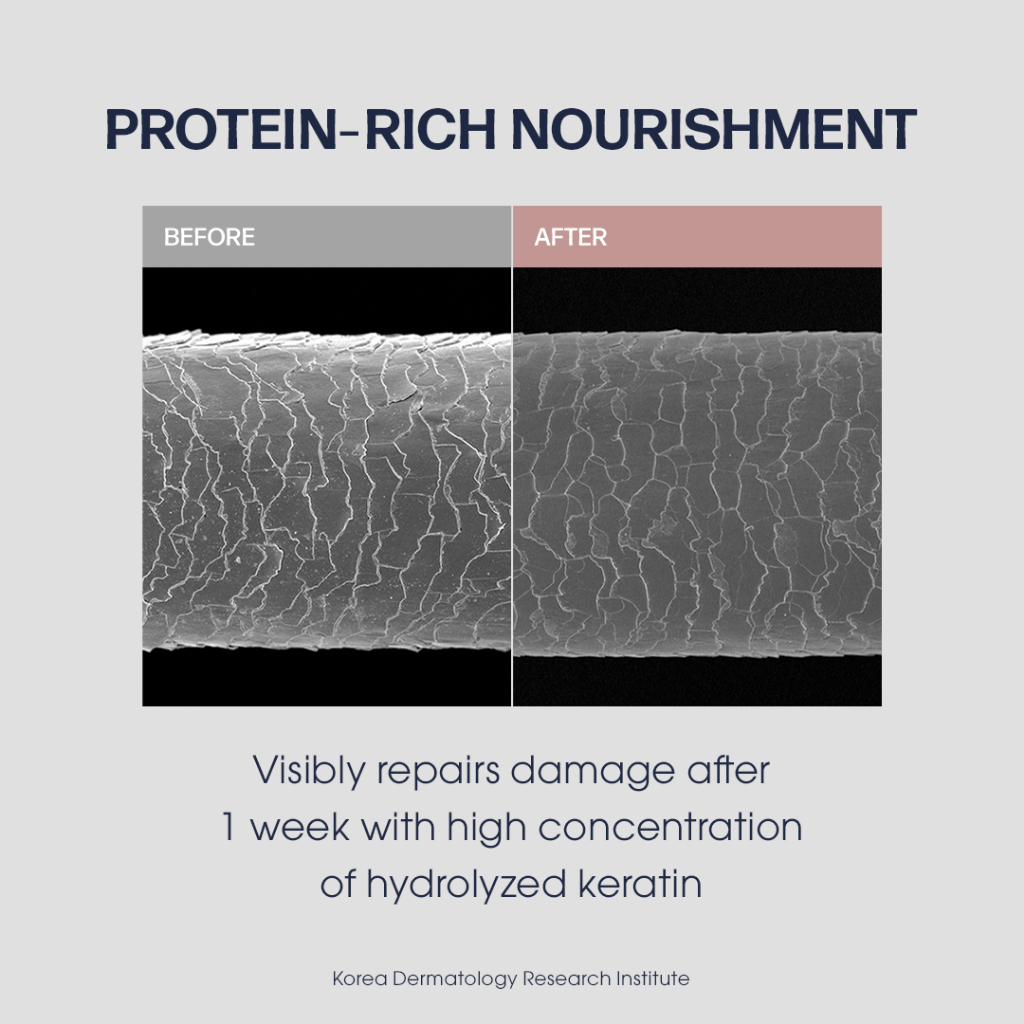 PROTEIN-RICH NOURISHMENT
BEFORE
AFTER
Visibly repairs damage after
1 week with high concentration
of hydrolyzed keratin
Korea Dermatology Research Institute